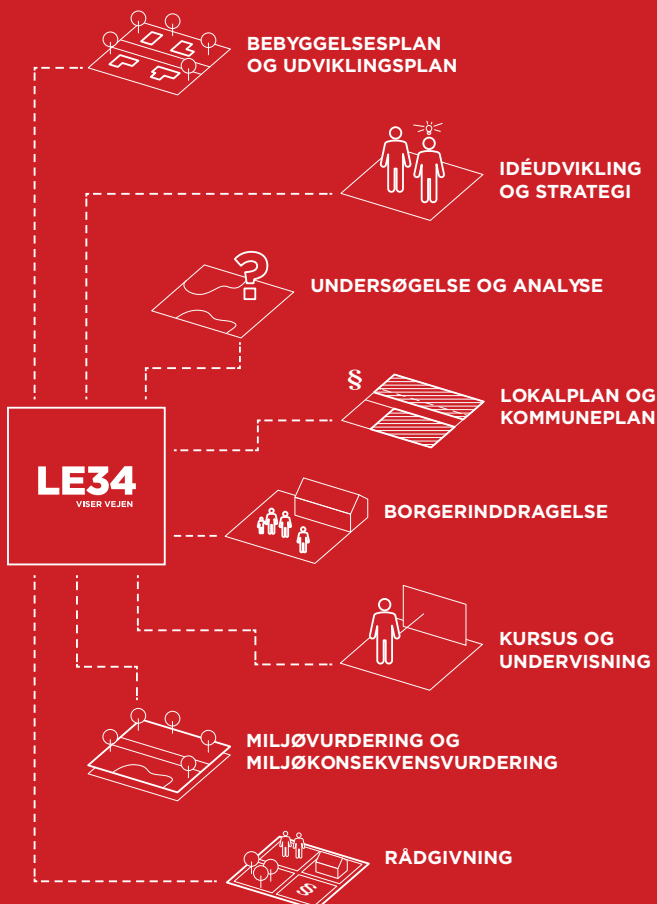 BEBYGGELSESPLAN
OG UDVIKLINGSPLAN
IDÉUDVIKLING
OG STRATEGI
?
UNDERSØGELSE OG ANALYSE
§
LOKALPLAN OG
KOMMUNEPLAN
LE34
VISER VEJEN
BORGERINDDRAGELSE
KURSUS OG
UNDERVISNING
MILJØVURDERING OG
MILJØKONSEKVENSVURDERING
RÅDGIVNING
§